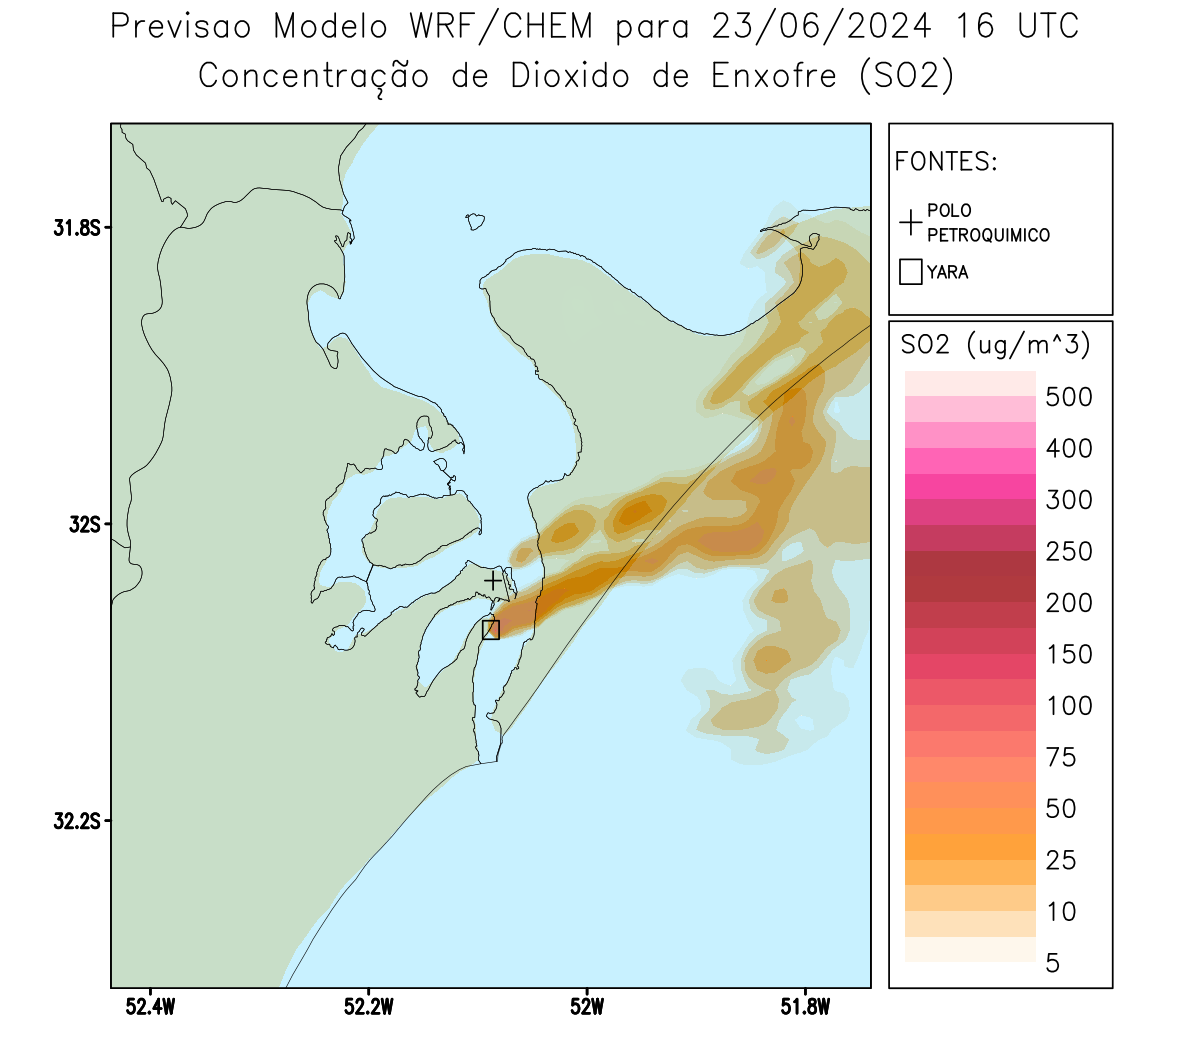 Previsao Modelo WRF/CHEM para 23/06/2024 16 UTC
Concentração de Dioxido de Enxofre (SO2)
FONTES:
POLO
PETROQUIMICO
YARA
SO2 (ug/m^3)
500
400
300
250
200
150
100
75
50
25
10
5
31.8S
32S
32.2S
52.4W
52.2W
52W
51.8W